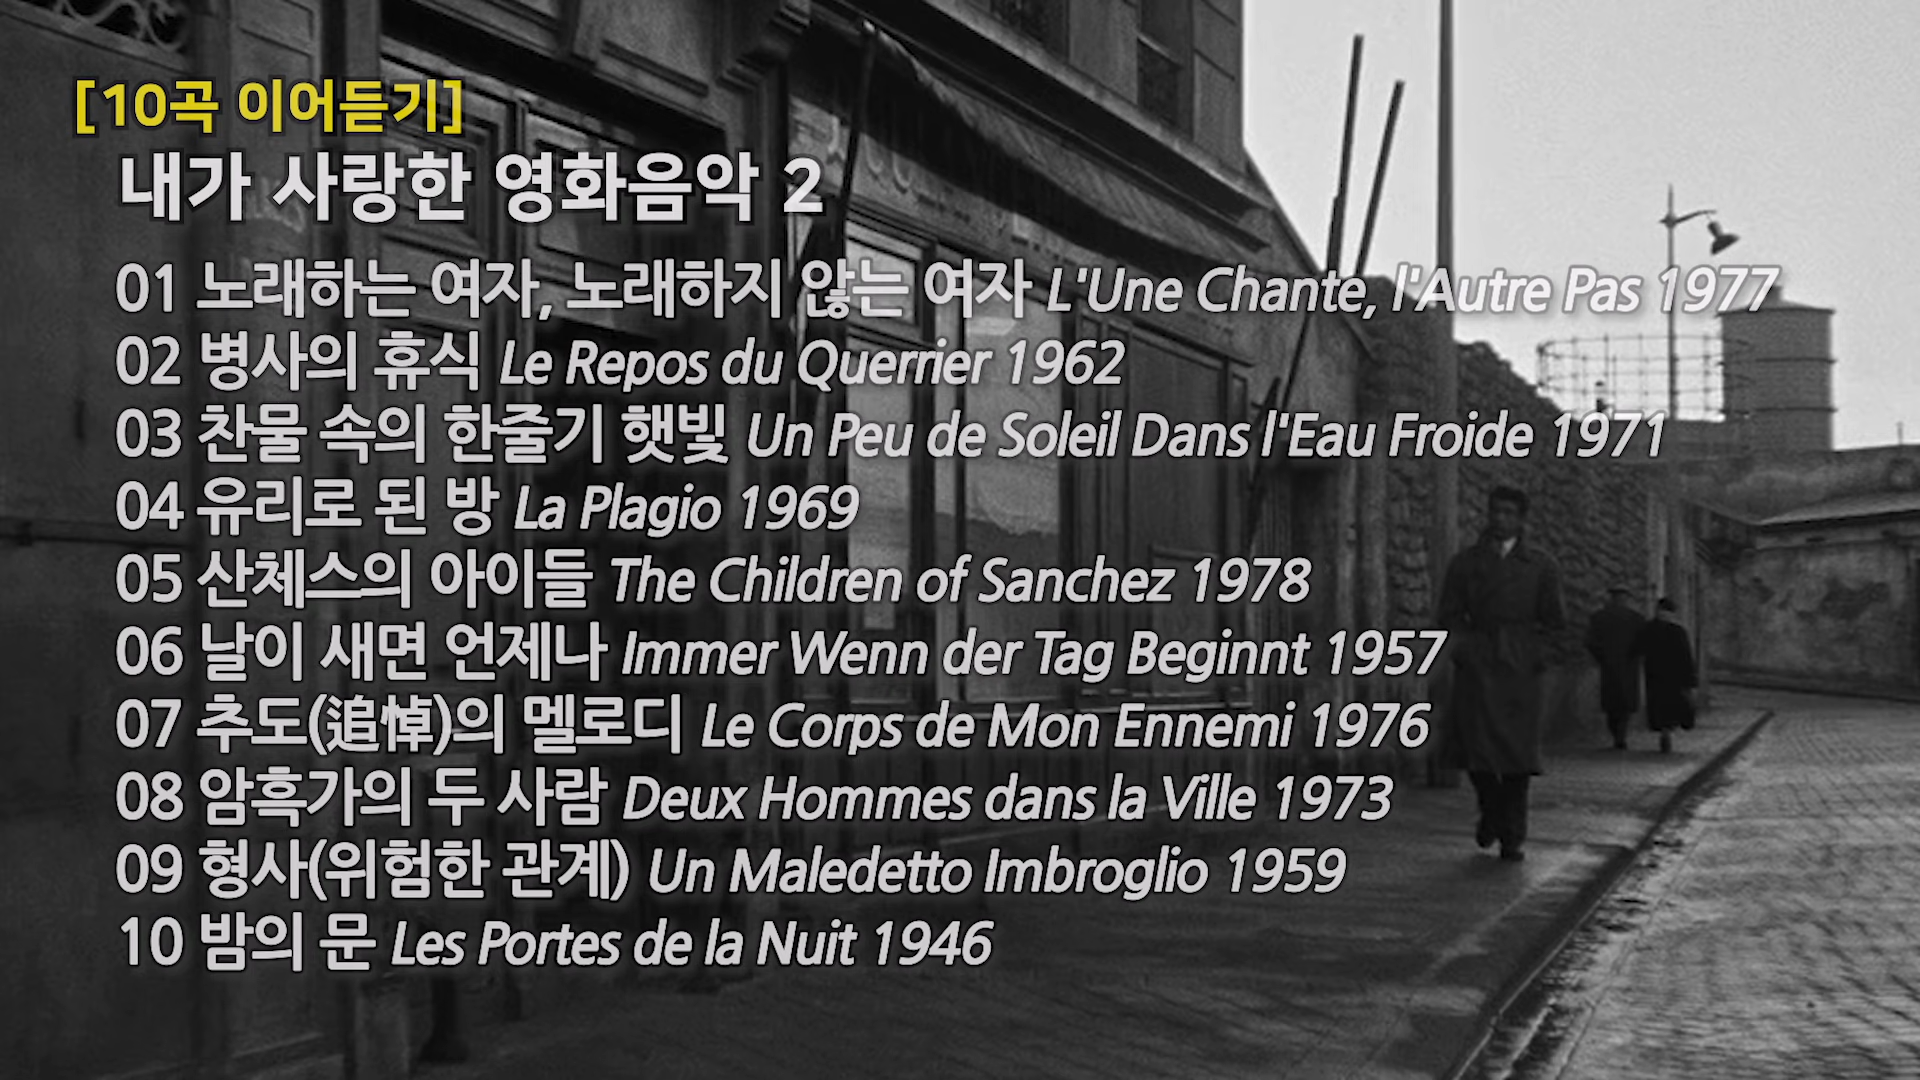 [10곡 이어듣기]
내가 사랑한 영화음악 2
01 노래하는 여자, 노래하지 않는 여자 L'Une Chante, l'Autre Pas 1977
02 병사의 휴식 Le Repos du Querrier 1962
03 찬물 속의 한줄기 햇빛 Un Peu de Soleil Dans l'Eau Froide 1971
04 유리로 된 방 La Plagio 1969
05 산체스의 아이들 The Children of Sanchez 1978
06 날이 새면 언제나 Immer Wenn der Tag Beginnt 1957
07 추도(追悼)의 멜로디 Le Corps de Mon Ennemi 1976
08 암흑가의 두 사람 Deux Hommes dans la Ville 1973
09 형사(위험한 관계) Un Maledetto Imbroglio 1959
10 밤의 문 Les Portes de la Nuit 1946